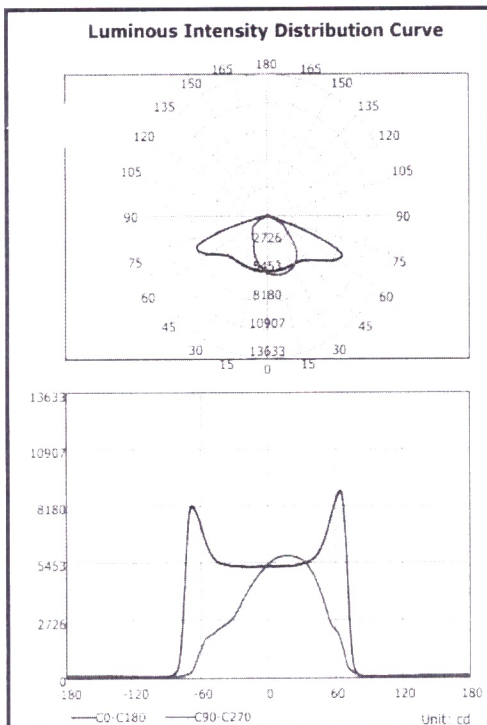 Luminous Intensity Distribution Curve
180
165 165
150 150
135 135
120 120
105 105
90 90
2726
75 5453 75
60 8180 60
45 10907 45
30 13633 30
15 0 15
13633
10907
8180
5453
2726
0
180 -120 -60 0 60 120 180
C0-C180 C90-C270 Unit: cd